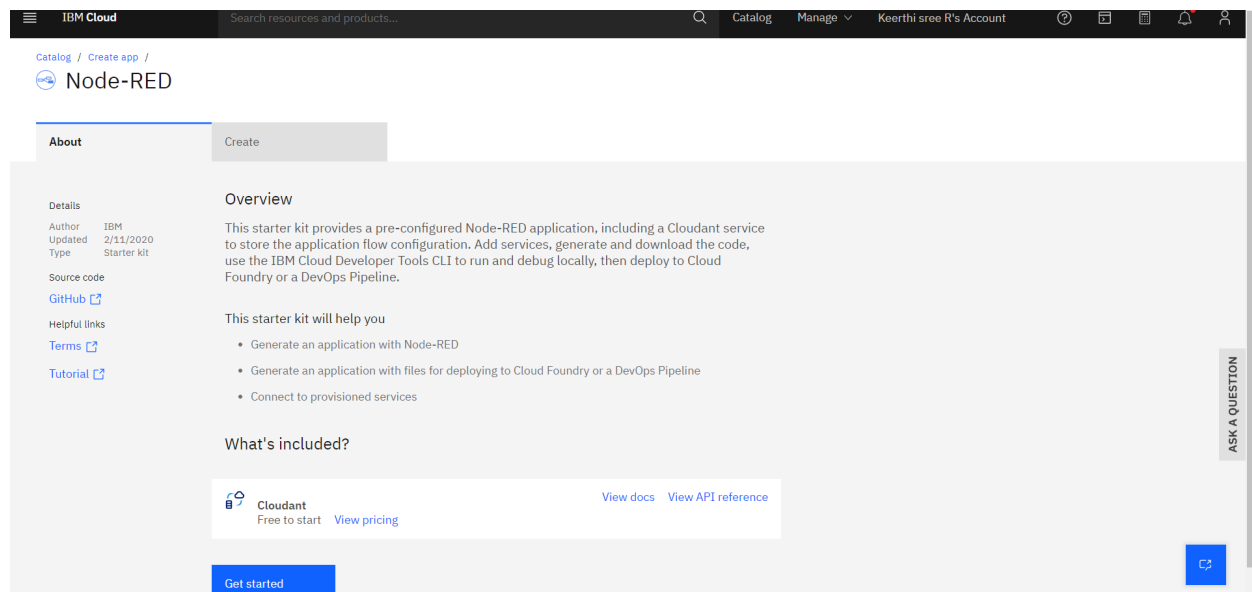 IBM Cloud
Search resources and products...
Catalog
Manage
Keerthi sree R's Account
Catalog / Create app /
Node-RED
About
Create
Details
Author IBM
Updated 2/11/2020
Type Starter kit
Source code
GitHub
Helpful links
Terms
Tutorial
Overview
This starter kit provides a pre-configured Node-RED application, including a Cloudant service
to store the application flow configuration. Add services, generate and download the code,
use the IBM Cloud Developer Tools CLI to run and debug locally, then deploy to Cloud
Foundry or a DevOps Pipeline.
This starter kit will help you
• Generate an application with Node-RED
• Generate an application with files for deploying to Cloud Foundry or a DevOps Pipeline
• Connect to provisioned services
What's included?
Cloudant
Free to start View pricing
View docs View API reference
Get started
ASK A QUESTION